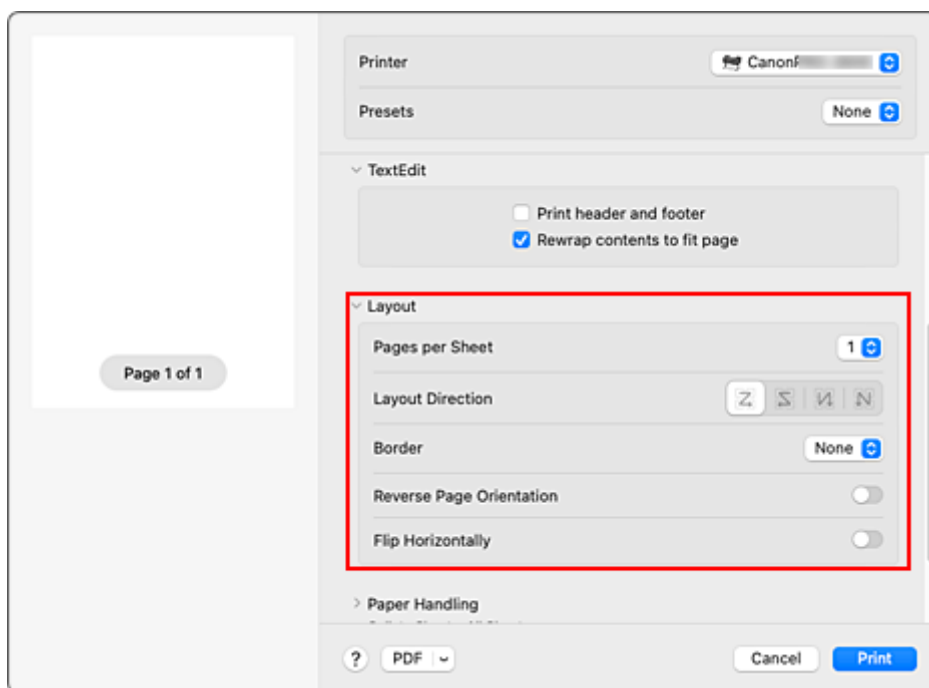 Printer
Canon
Presets
None
TextEdit
Print header and footer
Rewrap contents to fit page
Layout
Pages per Sheet
1
Layout Direction
Border
None
Reverse Page Orientation
Flip Horizontally
Paper Handling
Page 1 of 1
?
PDF
Cancel
Print